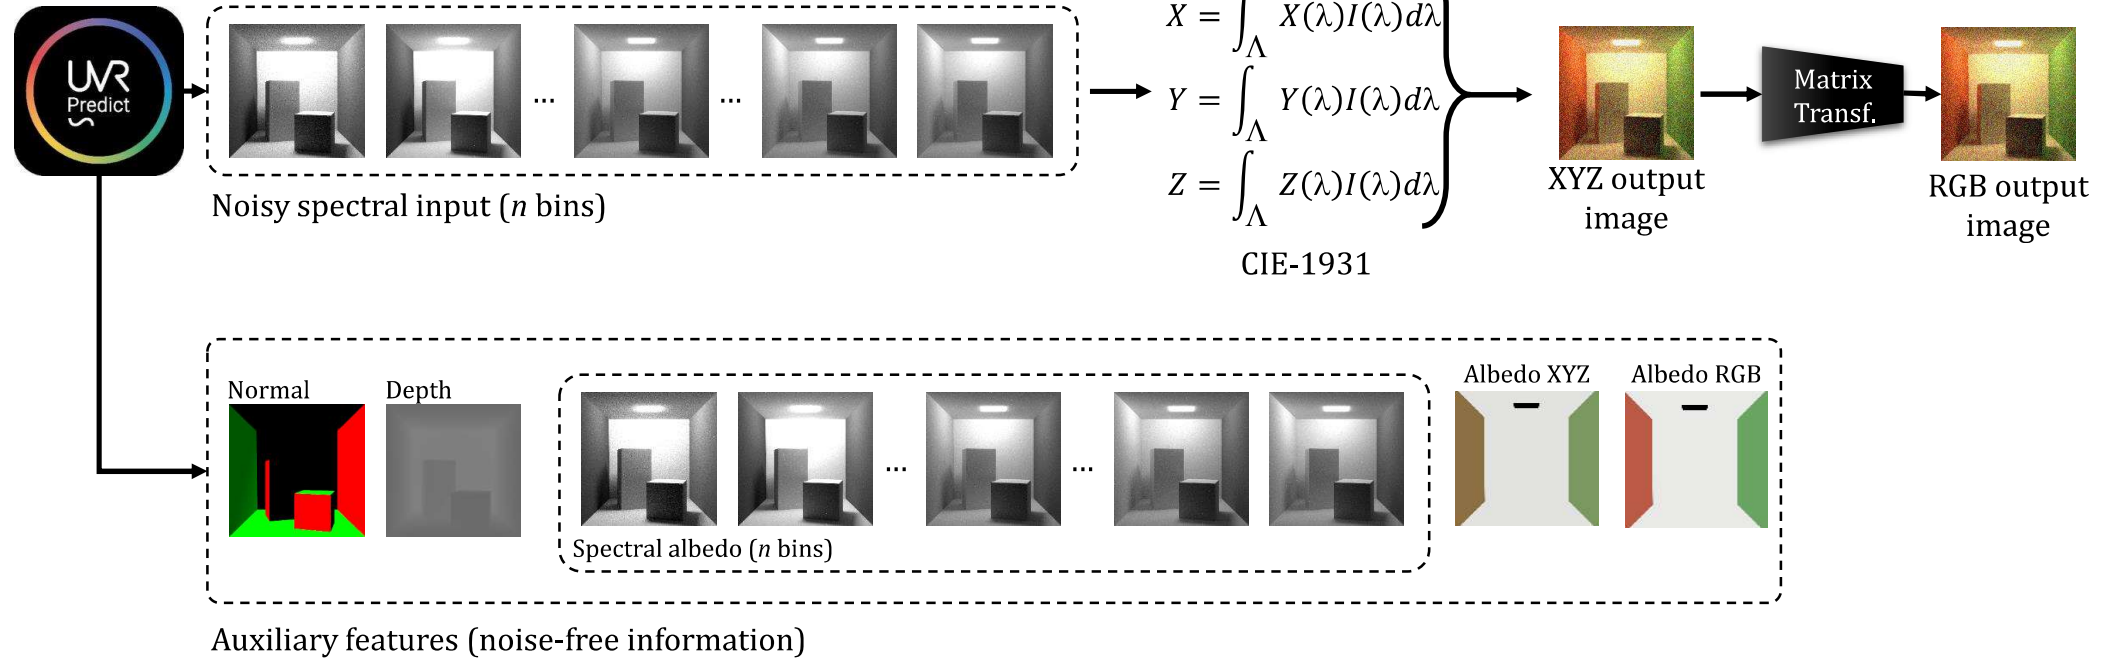 UVR
Predict
...
...
Noisy spectral input (n bins)
X = ∫Λ X(λ)I(λ)dλ
Y = ∫Λ Y(λ)I(λ)dλ
Z = ∫Λ Z(λ)I(λ)dλ
CIE-1931
XYZ output
image
Matrix
Transf.
RGB output
image
Normal
Depth
...
...
Spectral albedo (n bins)
Albedo XYZ
Albedo RGB
Auxiliary features (noise-free information)